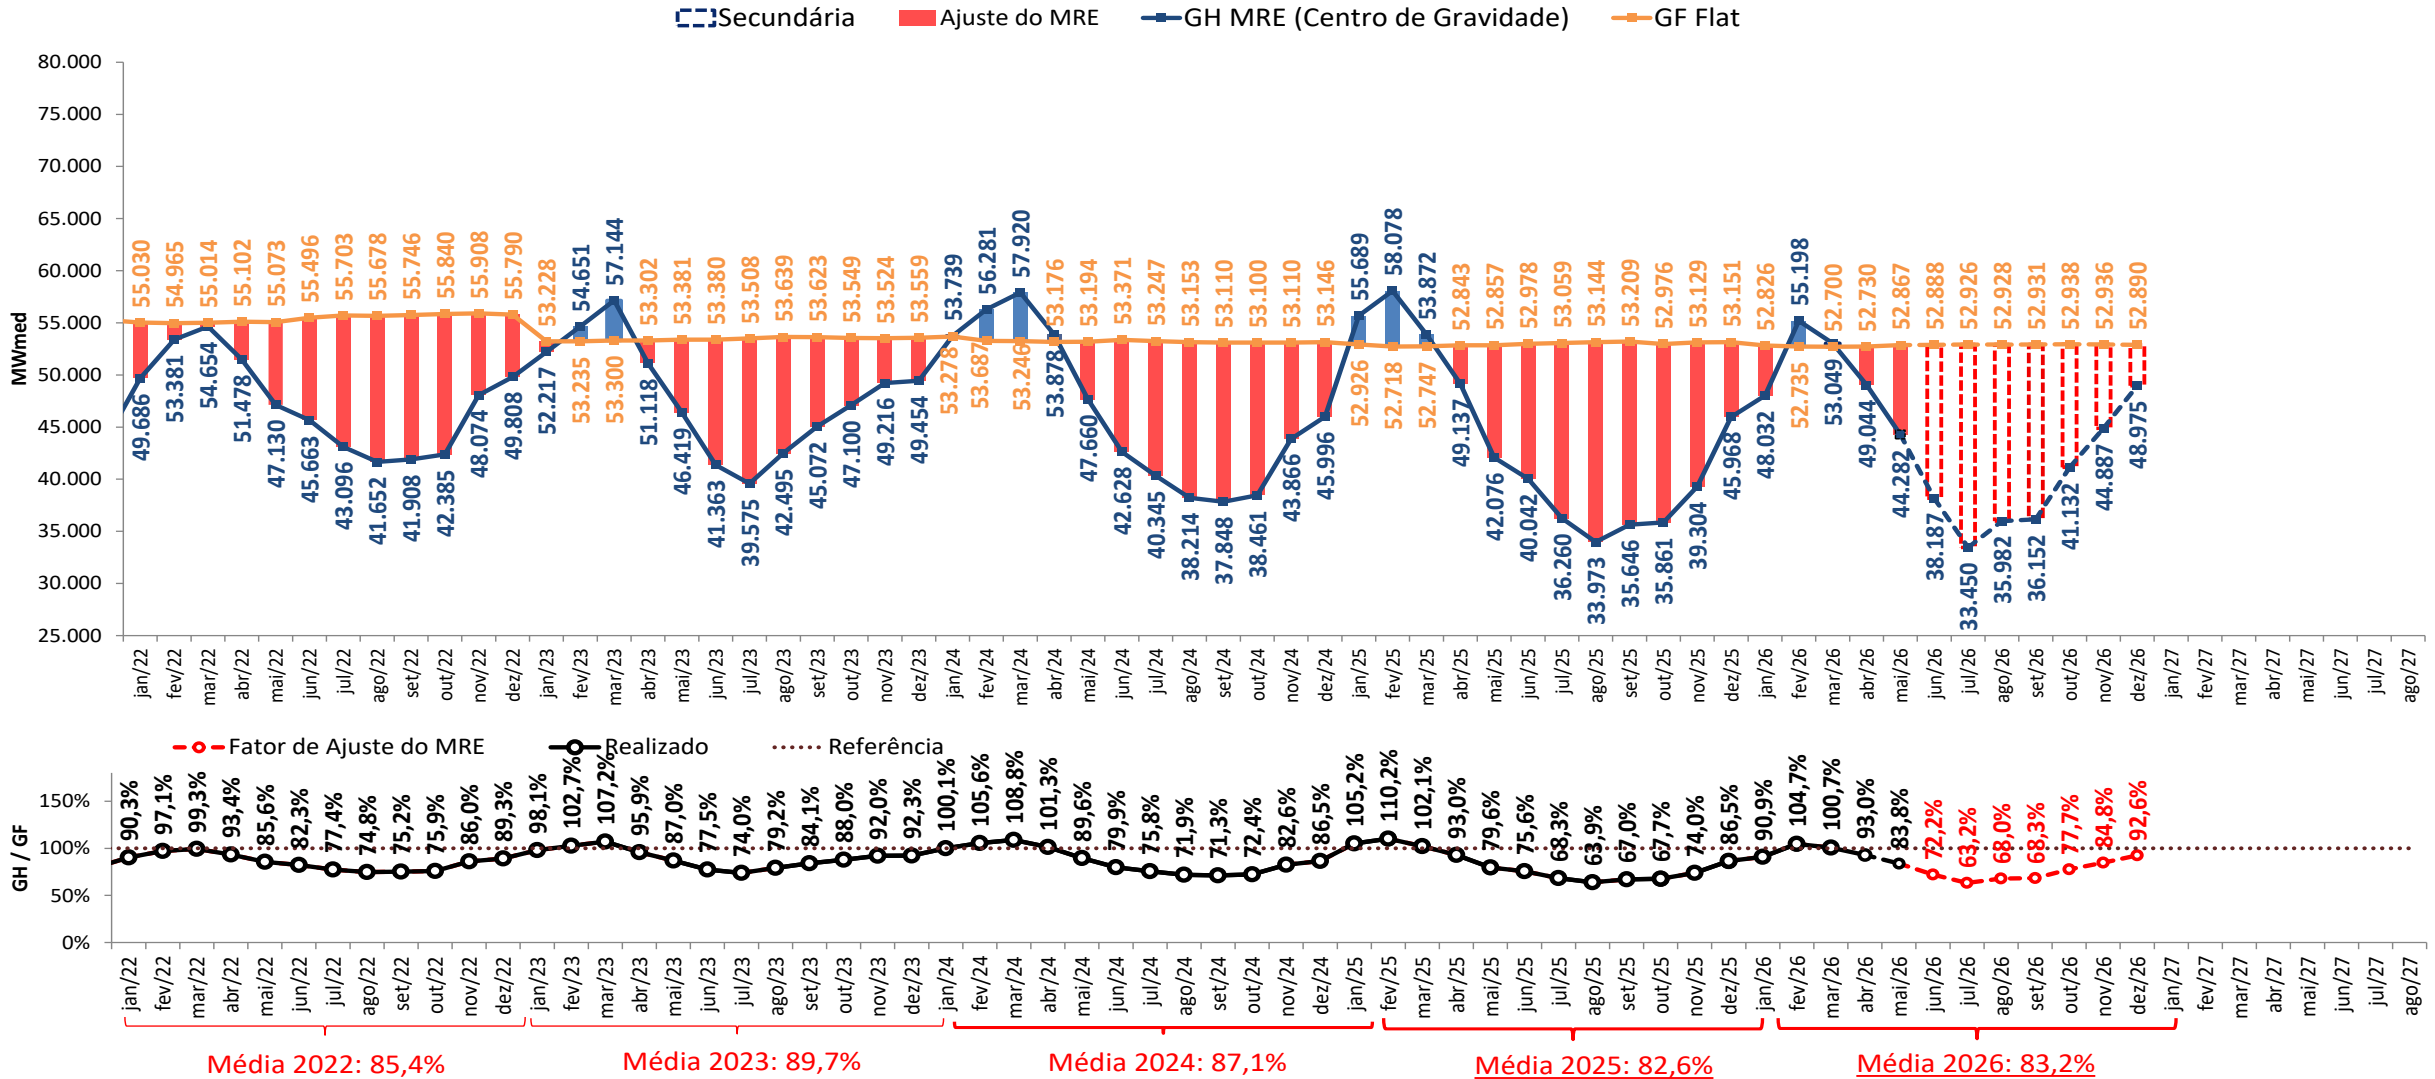 Secundária Ajuste do MRE GH MRE (Centro de Gravidade) GF Flat
MWmed
80.000
75.000
70.000
65.000
60.000
55.000
50.000
45.000
40.000
35.000
30.000
25.000
55.030 54.965 55.014 55.102 55.073 55.496 55.703 55.678 55.746 55.840 55.908 55.790 53.228 53.235 53.300 53.302 53.381 53.380 53.508 53.639 53.623 53.549 53.524 53.559 53.278 53.687 53.246 53.176 53.194 53.371 53.247 53.153 53.110 53.100 53.110 53.146 52.926 52.718 52.747 52.843 52.857 52.978 53.059 53.144 53.209 52.976 53.129 53.151 52.826 52.735 52.700 52.730 52.867 52.888 52.926 52.928 52.931 52.938 52.936 52.890
49.686 53.381 54.654 51.478 47.130 45.663 43.096 41.652 41.908 42.385 48.074 49.808 52.217 54.651 57.144 51.118 46.419 41.363 39.575 42.495 45.072 47.100 49.216 49.454 53.739 56.281 57.920 53.878 47.660 42.628 40.345 38.214 37.848 38.461 43.866 45.996 55.689 58.078 53.872 49.137 42.076 40.042 36.260 33.973 35.646 35.861 39.304 45.968 48.032 55.198 53.049 49.044 44.282 38.187 33.450 35.982 36.152 41.132 44.887 48.975
jan/22 fev/22 mar/22 abr/22 mai/22 jun/22 jul/22 ago/22 set/22 out/22 nov/22 dez/22 jan/23 fev/23 mar/23 abr/23 mai/23 jun/23 jul/23 ago/23 set/23 out/23 nov/23 dez/23 jan/24 fev/24 mar/24 abr/24 mai/24 jun/24 jul/24 ago/24 set/24 out/24 nov/24 dez/24 jan/25 fev/25 mar/25 abr/25 mai/25 jun/25 jul/25 ago/25 set/25 out/25 nov/25 dez/25 jan/26 fev/26 mar/26 abr/26 mai/26 jun/26 jul/26 ago/26 set/26 out/26 nov/26 dez/26 jan/27 fev/27 mar/27 abr/27 mai/27 jun/27 jul/27 ago/27
Fator de Ajuste do MRE Realizado Referência
GH / GF
150%
100%
50%
0%
90,3% 97,1% 99,3% 93,4% 85,6% 82,3% 77,4% 74,8% 75,2% 75,9% 86,0% 89,3% 98,1% 102,7% 107,2% 95,9% 87,0% 77,5% 74,0% 79,2% 84,1% 88,0% 92,0% 92,3% 100,1% 105,6% 108,8% 101,3% 89,6% 79,9% 75,8% 71,9% 71,3% 72,4% 82,6% 86,5% 105,2% 110,2% 102,1% 93,0% 79,6% 75,6% 68,3% 63,9% 67,0% 67,7% 74,0% 86,5% 90,9% 104,7% 100,7% 93,0% 83,8% 72,2% 63,2% 68,0% 68,3% 77,7% 84,8% 92,6%
jan/22 fev/22 mar/22 abr/22 mai/22 jun/22 jul/22 ago/22 set/22 out/22 nov/22 dez/22 jan/23 fev/23 mar/23 abr/23 mai/23 jun/23 jul/23 ago/23 set/23 out/23 nov/23 dez/23 jan/24 fev/24 mar/24 abr/24 mai/24 jun/24 jul/24 ago/24 set/24 out/24 nov/24 dez/24 jan/25 fev/25 mar/25 abr/25 mai/25 jun/25 jul/25 ago/25 set/25 out/25 nov/25 dez/25 jan/26 fev/26 mar/26 abr/26 mai/26 jun/26 jul/26 ago/26 set/26 out/26 nov/26 dez/26 jan/27 fev/27 mar/27 abr/27 mai/27 jun/27 jul/27 ago/27
Média 2022: 85,4% Média 2023: 89,7% Média 2024: 87,1% Média 2025: 82,6% Média 2026: 83,2%